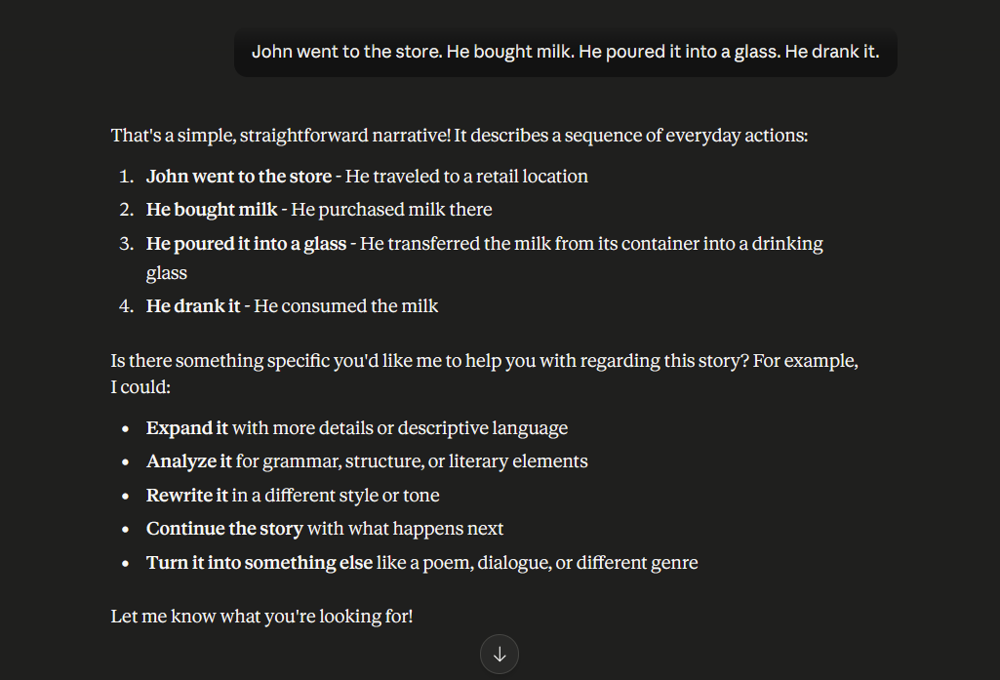 John went to the store. He bought milk. He poured it into a glass. He drank it.
That's a simple, straightforward narrative! It describes a sequence of everyday actions:
1. John went to the store - He traveled to a retail location
2. He bought milk - He purchased milk there
3. He poured it into a glass - He transferred the milk from its container into a drinking
glass
4. He drank it - He consumed the milk
Is there something specific you'd like me to help you with regarding this story? For example,
I could:
• Expand it with more details or descriptive language
• Analyze it for grammar, structure, or literary elements
• Rewrite it in a different style or tone
• Continue the story with what happens next
• Turn it into something else like a poem, dialogue, or different genre
Let me know what you're looking for!